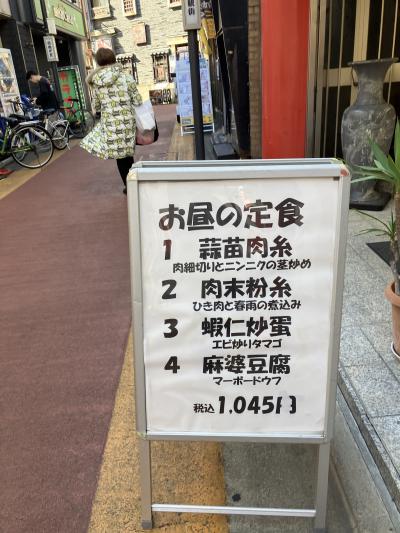 お昼の定食
1 蒜苗肉糸
肉細切りとニンニクの茎炒め
2 肉末粉糸
ひき肉と春雨の煮込み
3 蝦仁炒蛋
エビ炒りタマゴ
4 麻婆豆腐
マーボードウフ
税込 1,045円